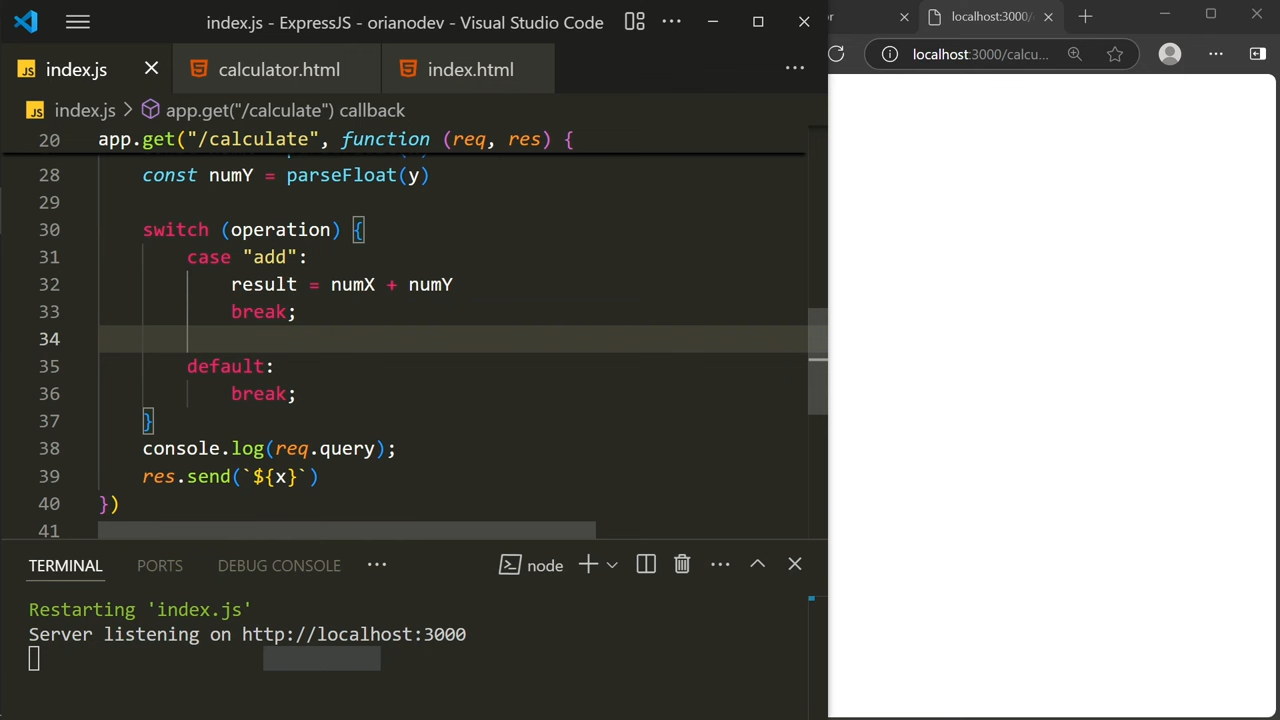 index.js - ExpressJS - orianodev - Visual Studio Code
JS index.js
calculator.html
index.html
JS index.js > app.get("/calculate") callback
20 app.get("/calculate", function (req, res) {
28 const numY = parseFloat(y)
29
30 switch (operation) {
31 case "add":
32 result = numX + numY
33 break;
34
35 default:
36 break;
37 }
38 console.log(req.query);
39 res.send(`${x}`)
40 })
41
TERMINAL PORTS DEBUG CONSOLE
node
Restarting 'index.js'
Server listening on http://localhost:3000
localhost:3000/
localhost:3000/calcu...